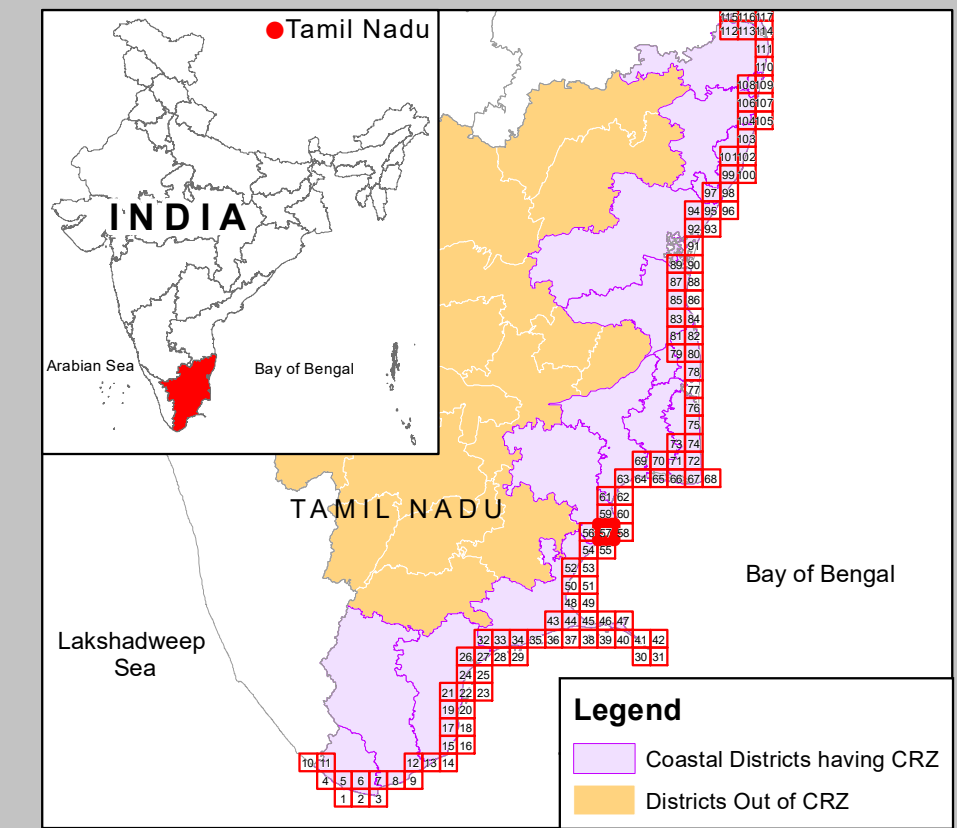 Tamil Nadu
INDIA
Arabian Sea
Bay of Bengal
115 116 117
112 113 114
111
110
108 109
106 107
104 105
103
101 102
99 100
97 98
94 95 96
92 93
91
89 90
87 88
85 86
83 84
81 82
79 80
78
77
76
75
73 74
69 70 71 72
63 64 65 66 67 68
61 62
TAMIL NADU
59 60
56 57 58
54 55
52 53
50 51
48 49
Bay of Bengal
43 44 45 46 47
Lakshadweep
Sea
32 33 34 35 36 37 38 39 40 41 42
26 27 28 29 30 31
24 25
21 22 23
19 20
17 18
15 16
10 11 12 13 14
4 5 6 7 8 9
1 2 3
Legend
Coastal Districts having CRZ
Districts Out of CRZ